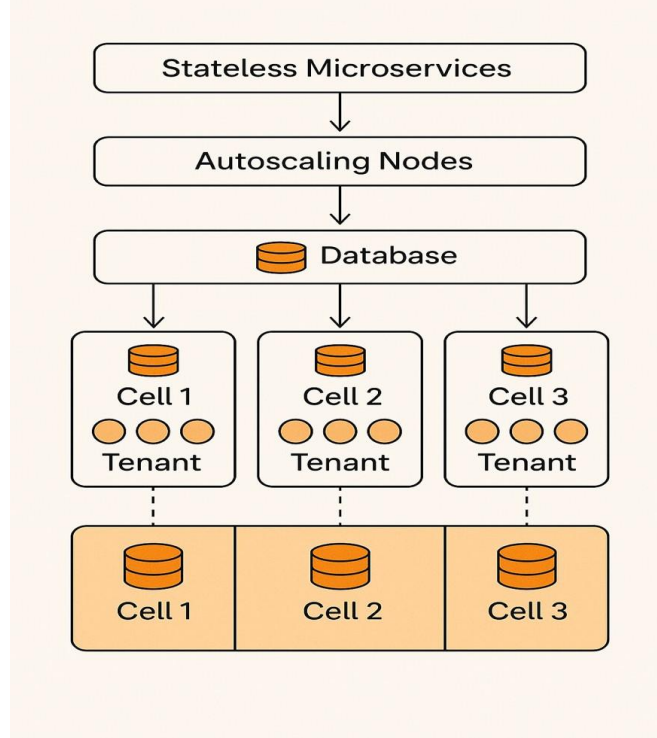 Stateless Microservices
Autoscaling Nodes
Database
Cell 1
Tenant
Cell 2
Tenant
Cell 3
Tenant
Cell 1
Cell 2
Cell 3